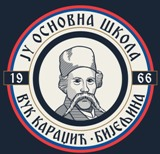 ЈУ ОСНОВНА ШКОЛА
19 66
ВУК КАРАЏИЋ · БИЈЕЉИНА